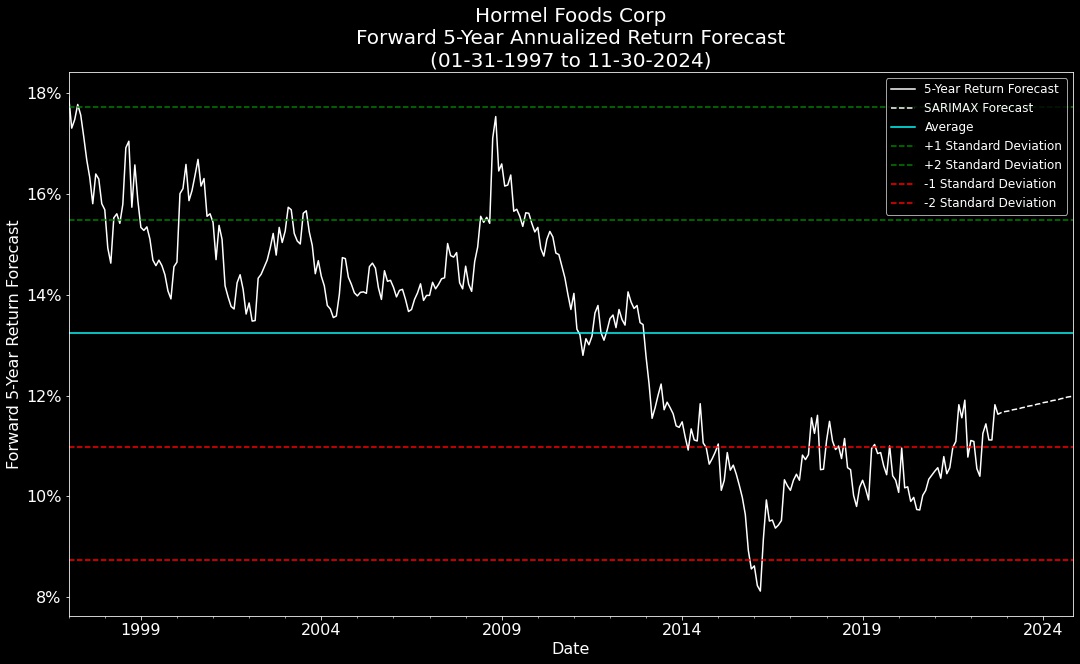 Hormel Foods Corp
Forward 5-Year Annualized Return Forecast
(01-31-1997 to 11-30-2024)
5-Year Return Forecast
SARIMAX Forecast
Average
+1 Standard Deviation
+2 Standard Deviation
-1 Standard Deviation
-2 Standard Deviation
Forward 5-Year Return Forecast
18%
16%
14%
12%
10%
8%
1999
2004
2009
2014
2019
2024
Date